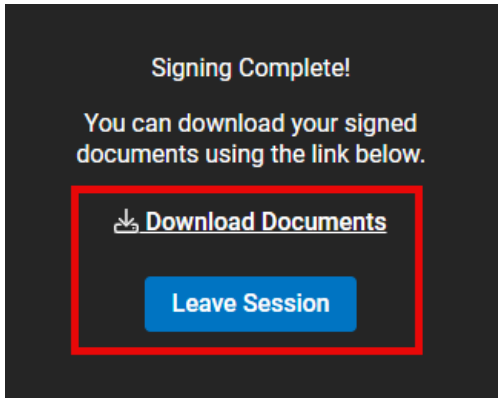 Signing Complete!
You can download your signed
documents using the link below.
Download Documents
Leave Session